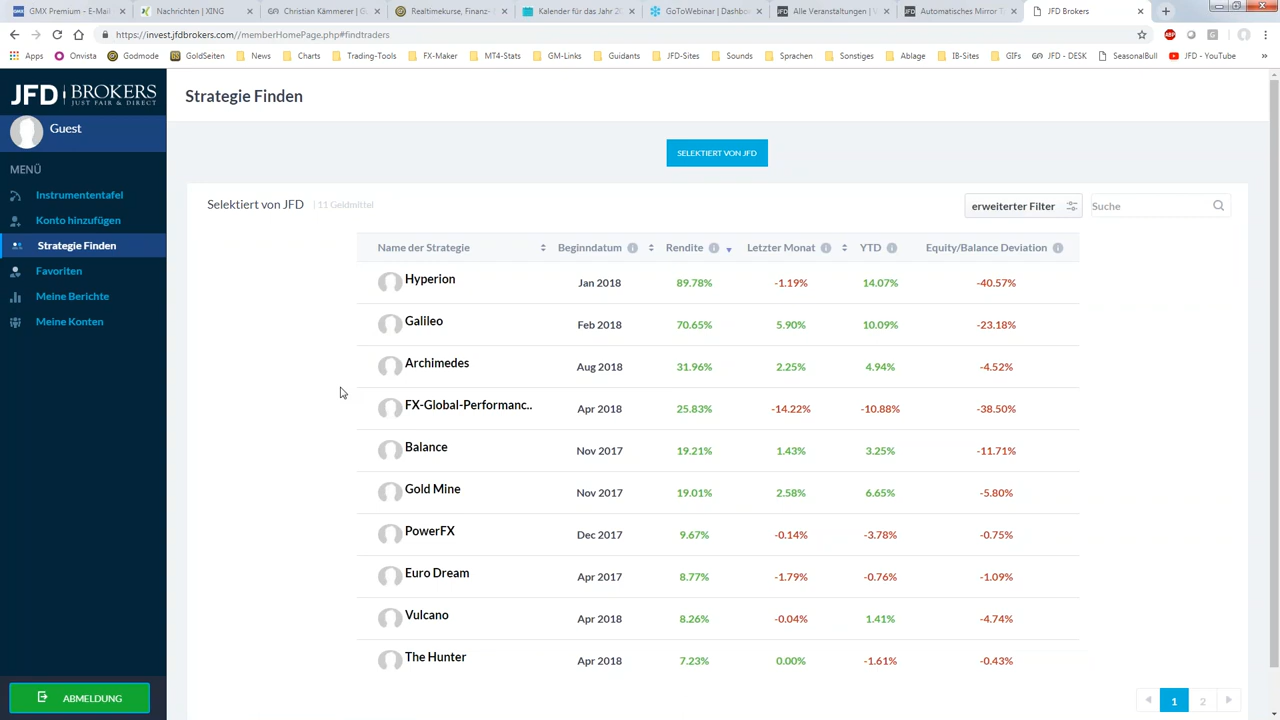 GMX Premium - E-Mail
Nachrichten | XING
Christian Kämmerer | G
Realtimekurse, Finanz-
Kalender für das Jahr 20
GoToWebinar | Dashbo
Alle Veranstaltungen | V
Automatisches Mirror T
JFD Brokers
https://invest.jfdbrokers.com//memberHomePage.php#findtraders
Apps Onvista Godmode GoldSeiten News Charts Trading-Tools FX-Maker MT4-Stats GM-Links Guidants JFD-Sites Sounds Sprachen Sonstiges Ablage IB-Sites GIFs JFD - DESK SeasonalBull JFD - YouTube »
JFD BROKERS
JUST FAIR & DIRECT
Guest
MENÜ
Instrumententafel
Konto hinzufügen
Strategie Finden
Favoriten
Meine Berichte
Meine Konten
ABMELDUNG
Strategie Finden
SELEKTIERT VON JFD
Selektiert von JFD | 11 Geldmittel
erweiterter Filter
Suche
Name der Strategie Beginndatum Rendite Letzter Monat YTD Equity/Balance Deviation
Hyperion Jan 2018 89.78% -1.19% 14.07% -40.57%
Galileo Feb 2018 70.65% 5.90% 10.09% -23.18%
Archimedes Aug 2018 31.96% 2.25% 4.94% -4.52%
FX-Global-Performanc.. Apr 2018 25.83% -14.22% -10.88% -38.50%
Balance Nov 2017 19.21% 1.43% 3.25% -11.71%
Gold Mine Nov 2017 19.01% 2.58% 6.65% -5.80%
PowerFX Dec 2017 9.67% -0.14% -3.78% -0.75%
Euro Dream Apr 2017 8.77% -1.79% -0.76% -1.09%
Vulcano Apr 2018 8.26% -0.04% 1.41% -4.74%
The Hunter Apr 2018 7.23% 0.00% -1.61% -0.43%
1 2